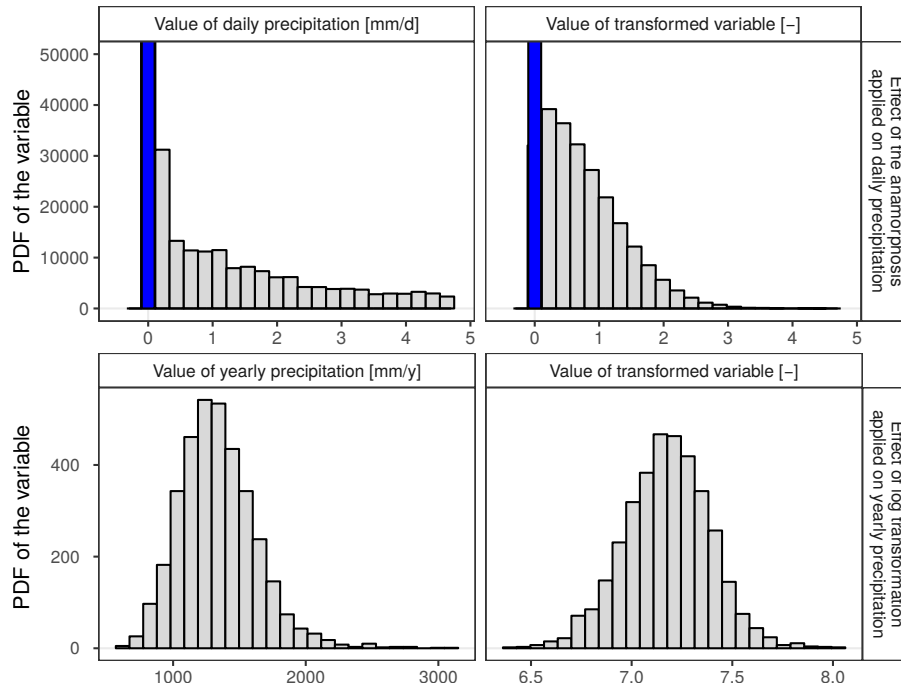 Value of daily precipitation [mm/d]
Value of transformed variable [−]
PDF of the variable
50000
40000
30000
20000
10000
0
0 1 2 3 4 5
0 1 2 3 4 5
Effect of the anamorphosis
applied on daily precipitation
Value of yearly precipitation [mm/y]
Value of transformed variable [−]
PDF of the variable
400
200
0
1000 2000 3000
6.5 7.0 7.5 8.0
Effect of log transformation
applied on yearly precipitation